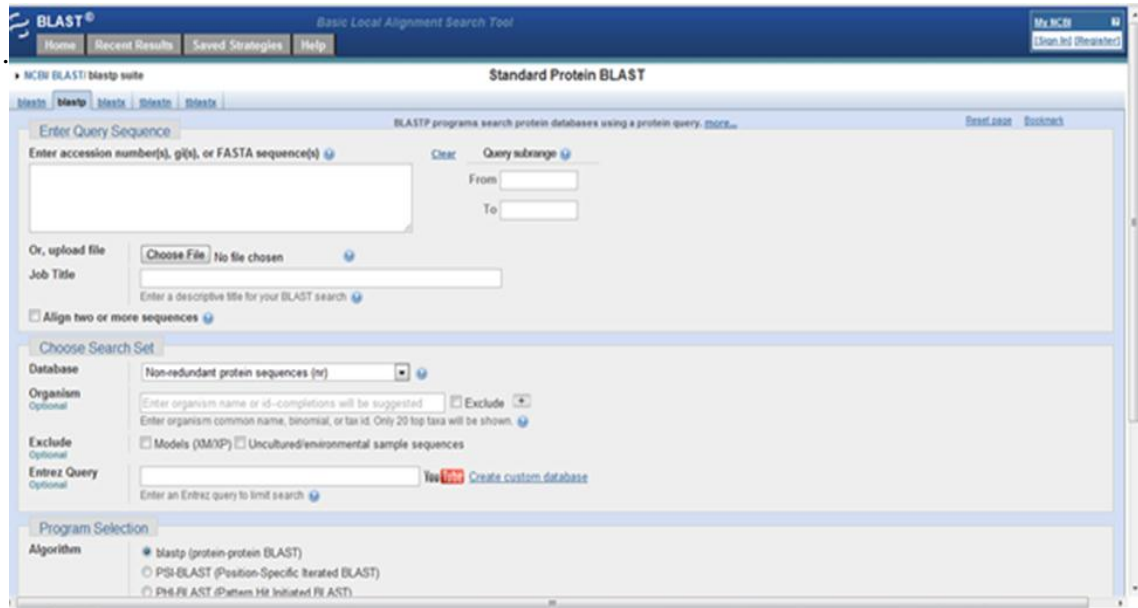 BLAST® Basic Local Alignment Search Tool My NCBI
Home Recent Results Saved Strategies Help [Sign In] [Register]
NCBI/ BLAST/ blastp suite Standard Protein BLAST
blastn blastp blastx tblastn tblastx
Enter Query Sequence BLASTP programs search protein databases using a protein query. more... Reset page Bookmark
Enter accession number(s), gi(s), or FASTA sequence(s) Clear Query subrange
From
To
Or, upload file Choose File No file chosen
Job Title
Enter a descriptive title for your BLAST search
Align two or more sequences
Choose Search Set
Database Non-redundant protein sequences (nr)
Organism
Optional
Enter organism name or id--completions will be suggested Exclude +
Enter organism common name, binomial, or tax id. Only 20 top taxa will be shown.
Exclude
Optional
Models (XM/XP) Uncultured/environmental sample sequences
Entrez Query
Optional
YouTube Create custom database
Enter an Entrez query to limit search
Program Selection
Algorithm blastp (protein-protein BLAST)
PSI-BLAST (Position-Specific Iterated BLAST)
PHI-BLAST (Pattern Hit Initiated BLAST)